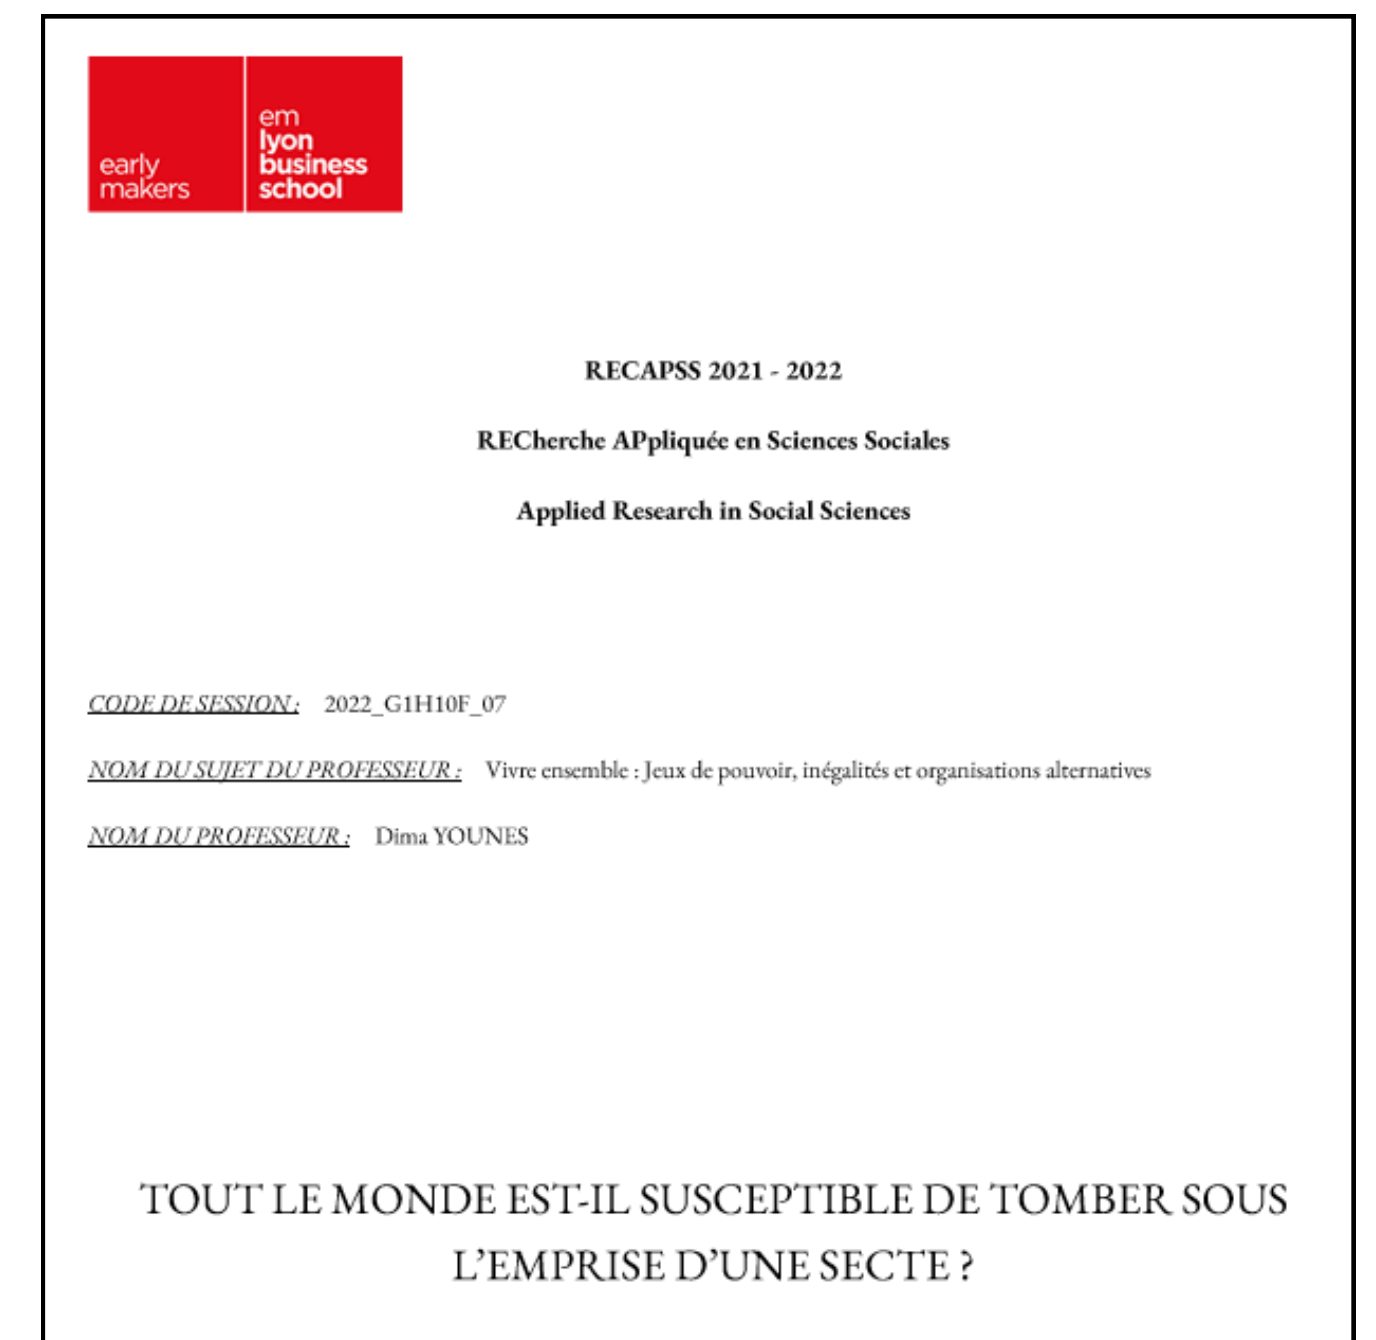 early
makers
em
lyon
business
school
RECAPSS 2021 - 2022
RECherche APpliquée en Sciences Sociales
Applied Research in Social Sciences
CODE DE SESSION : 2022_G1H10F_07
NOM DU SUJET DU PROFESSEUR : Vivre ensemble : Jeux de pouvoir, inégalités et organisations alternatives
NOM DU PROFESSEUR : Dima YOUNES
TOUT LE MONDE EST-IL SUSCEPTIBLE DE TOMBER SOUS
L’EMPRISE D’UNE SECTE ?